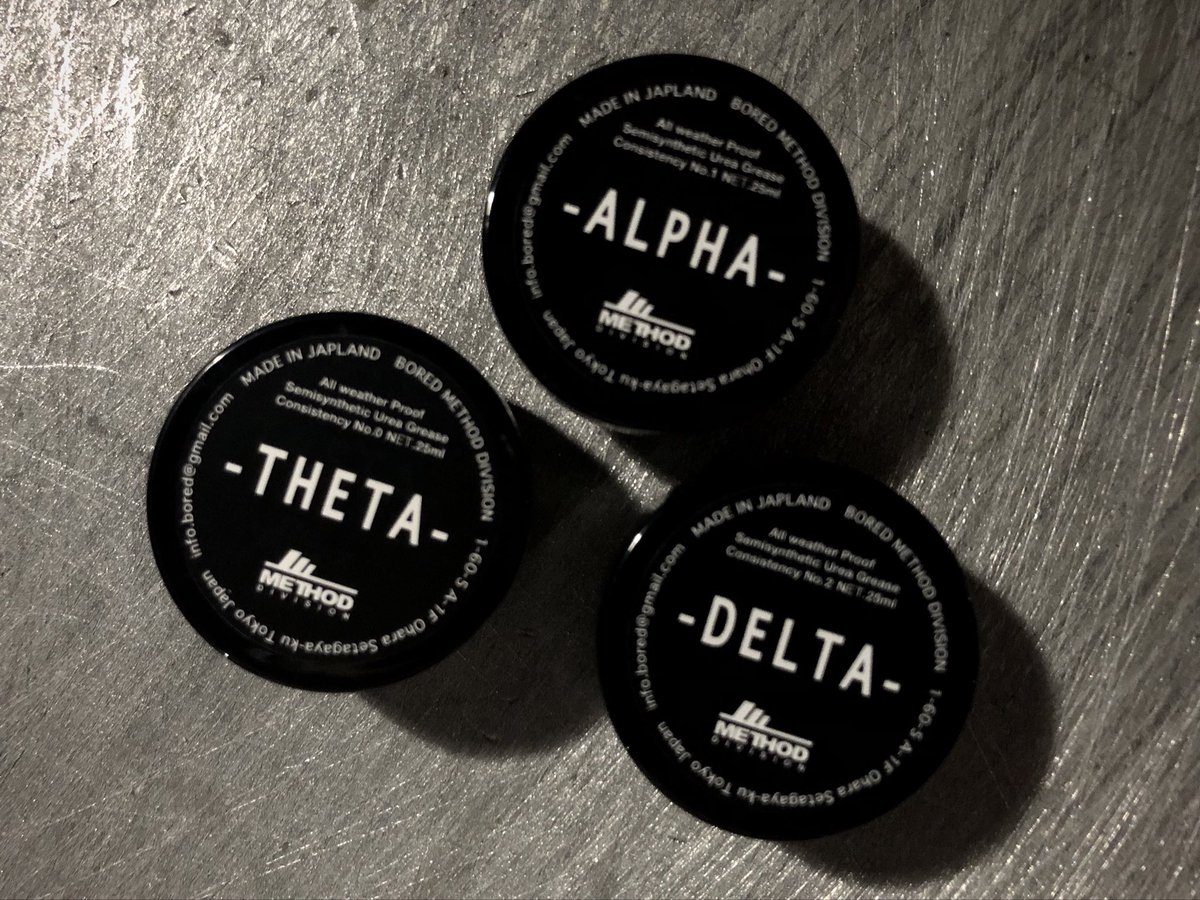 MADE IN JAPLAND BORED METHOD DIVISION 1-60-5 A-1F Ohara Setagaya-ku Tokyo Japan info.bored@gmail.com
All weather Proof
Semisynthetic Urea Grease
Consistency No.1 NET.25ml
-ALPHA-
METHOD
DIVISION
MADE IN JAPLAND BORED METHOD DIVISION 1-60-5 A-1F Ohara Setagaya-ku Tokyo Japan info.bored@gmail.com
All weather Proof
Semisynthetic Urea Grease
Consistency No.0 NET.25ml
-THETA-
METHOD
DIVISION
MADE IN JAPLAND BORED METHOD DIVISION 1-60-5 A-1F Ohara Setagaya-ku Tokyo Japan info.bored@gmail.com
All weather Proof
Semisynthetic Urea Grease
Consistency No.2 NET.25ml
-DELTA-
METHOD
DIVISION